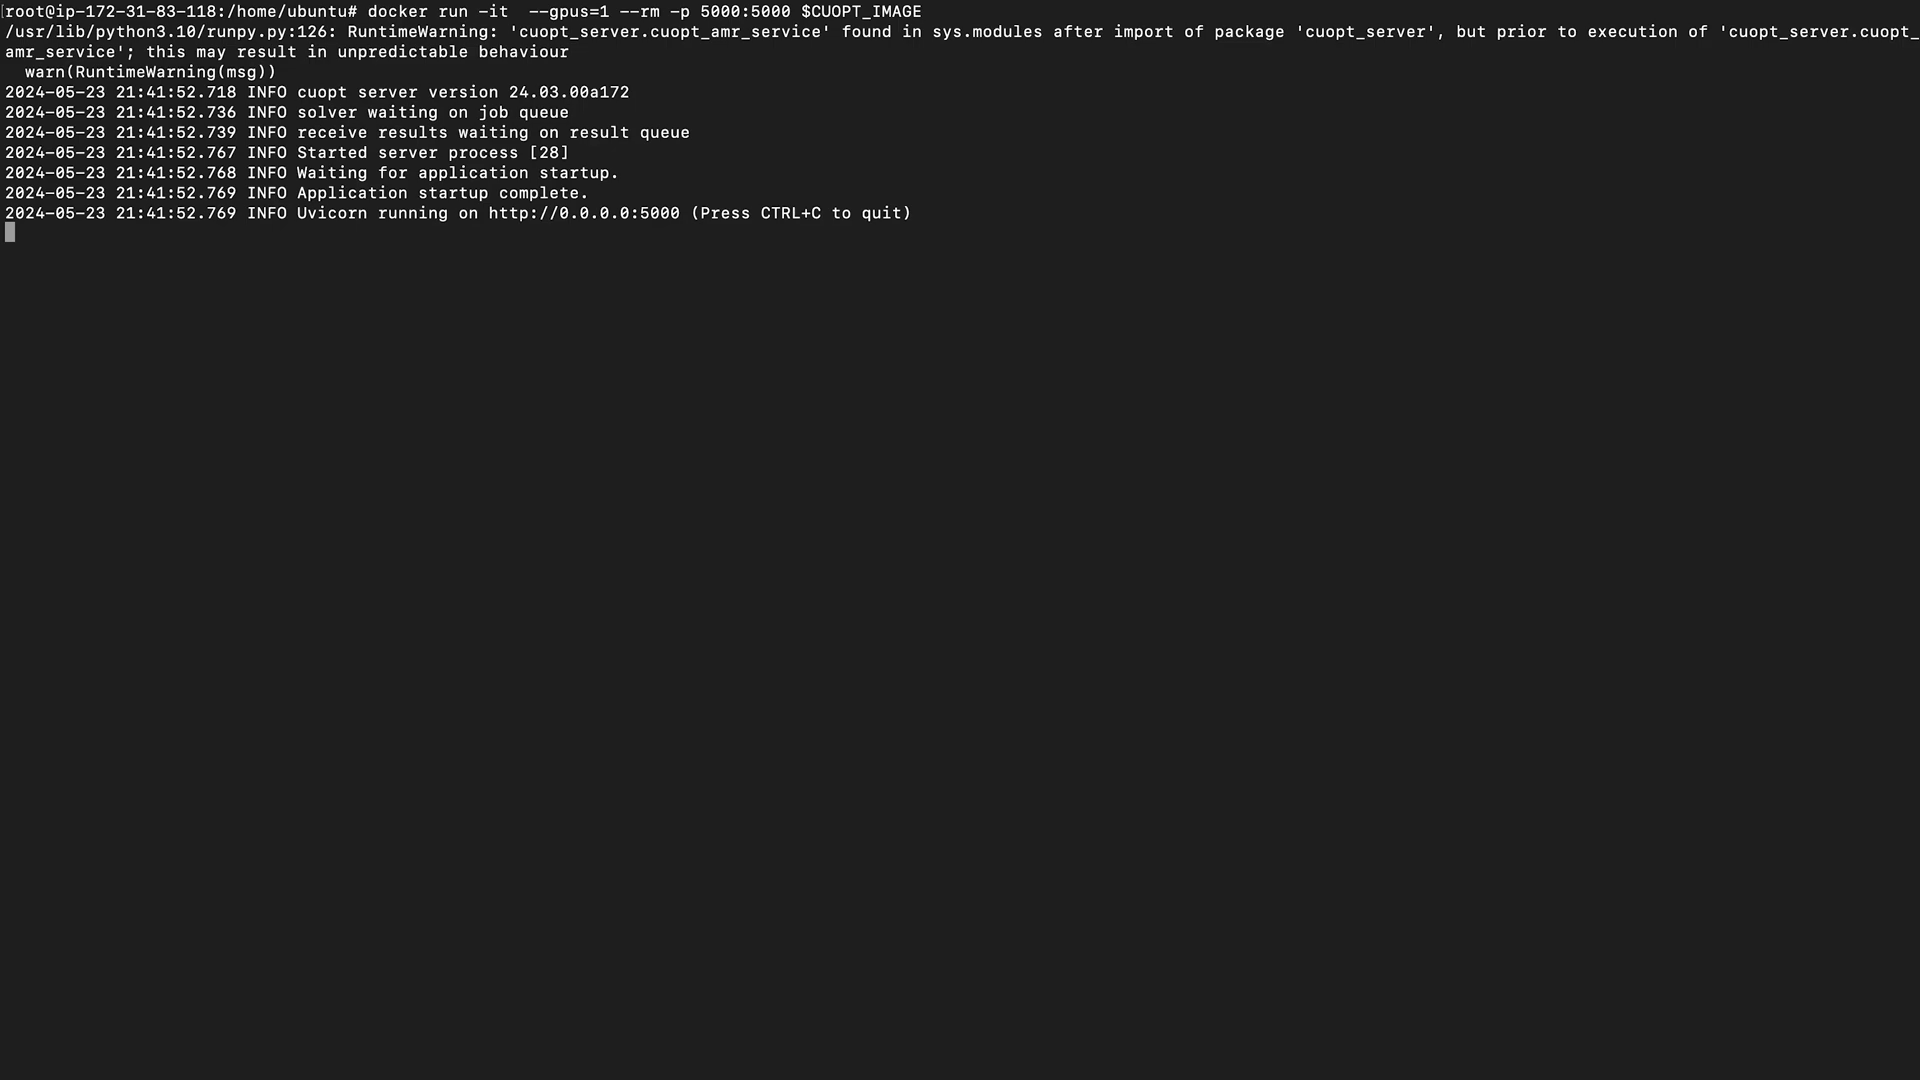 [root@ip-172-31-83-118:/home/ubuntu# docker run -it  --gpus=1 --rm -p 5000:5000 $CUOPT_IMAGE
/usr/lib/python3.10/runpy.py:126: RuntimeWarning: 'cuopt_server.cuopt_amr_service' found in sys.modules after import of package 'cuopt_server', but prior to execution of 'cuopt_server.cuopt_
amr_service'; this may result in unpredictable behaviour
  warn(RuntimeWarning(msg))
2024-05-23 21:41:52.718 INFO cuopt server version 24.03.00a172
2024-05-23 21:41:52.736 INFO solver waiting on job queue
2024-05-23 21:41:52.739 INFO receive results waiting on result queue
2024-05-23 21:41:52.767 INFO Started server process [28]
2024-05-23 21:41:52.768 INFO Waiting for application startup.
2024-05-23 21:41:52.769 INFO Application startup complete.
2024-05-23 21:41:52.769 INFO Uvicorn running on http://0.0.0.0:5000 (Press CTRL+C to quit)